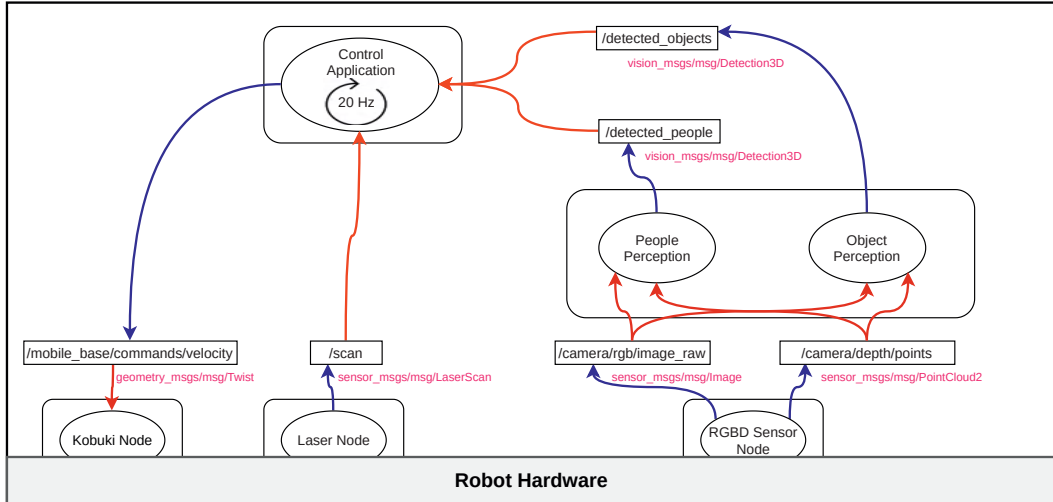 Control
Application
20 Hz
/detected_objects
vision_msgs/msg/Detection3D
/detected_people
vision_msgs/msg/Detection3D
People
Perception
Object
Perception
/mobile_base/commands/velocity
geometry_msgs/msg/Twist
/scan
sensor_msgs/msg/LaserScan
/camera/rgb/image_raw
sensor_msgs/msg/Image
/camera/depth/points
sensor_msgs/msg/PointCloud2
Kobuki Node
Laser Node
RGBD Sensor
Node
Robot Hardware